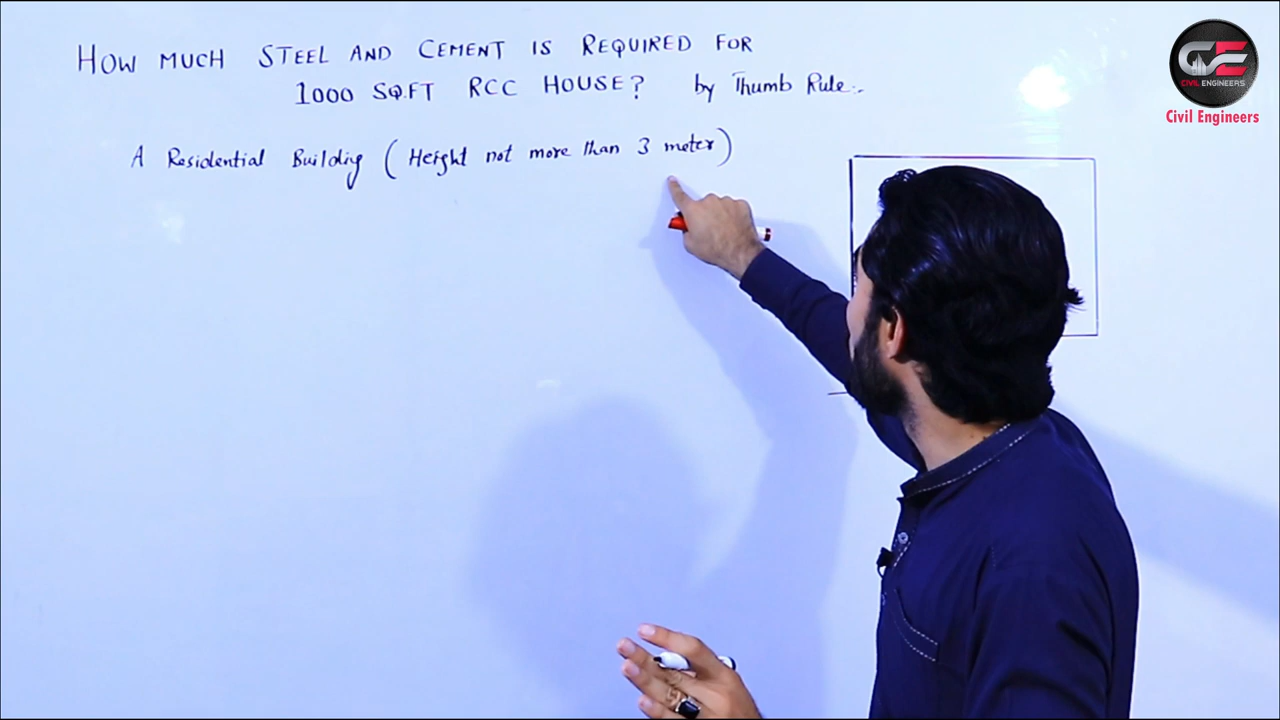 HOW MUCH STEEL AND CEMENT IS REQUIRED FOR
1000 SQ.FT RCC HOUSE? by Thumb Rule:-
A Residential Building (Height not more than 3 meter)
CE
CIVIL ENGINEERS
Civil Engineers